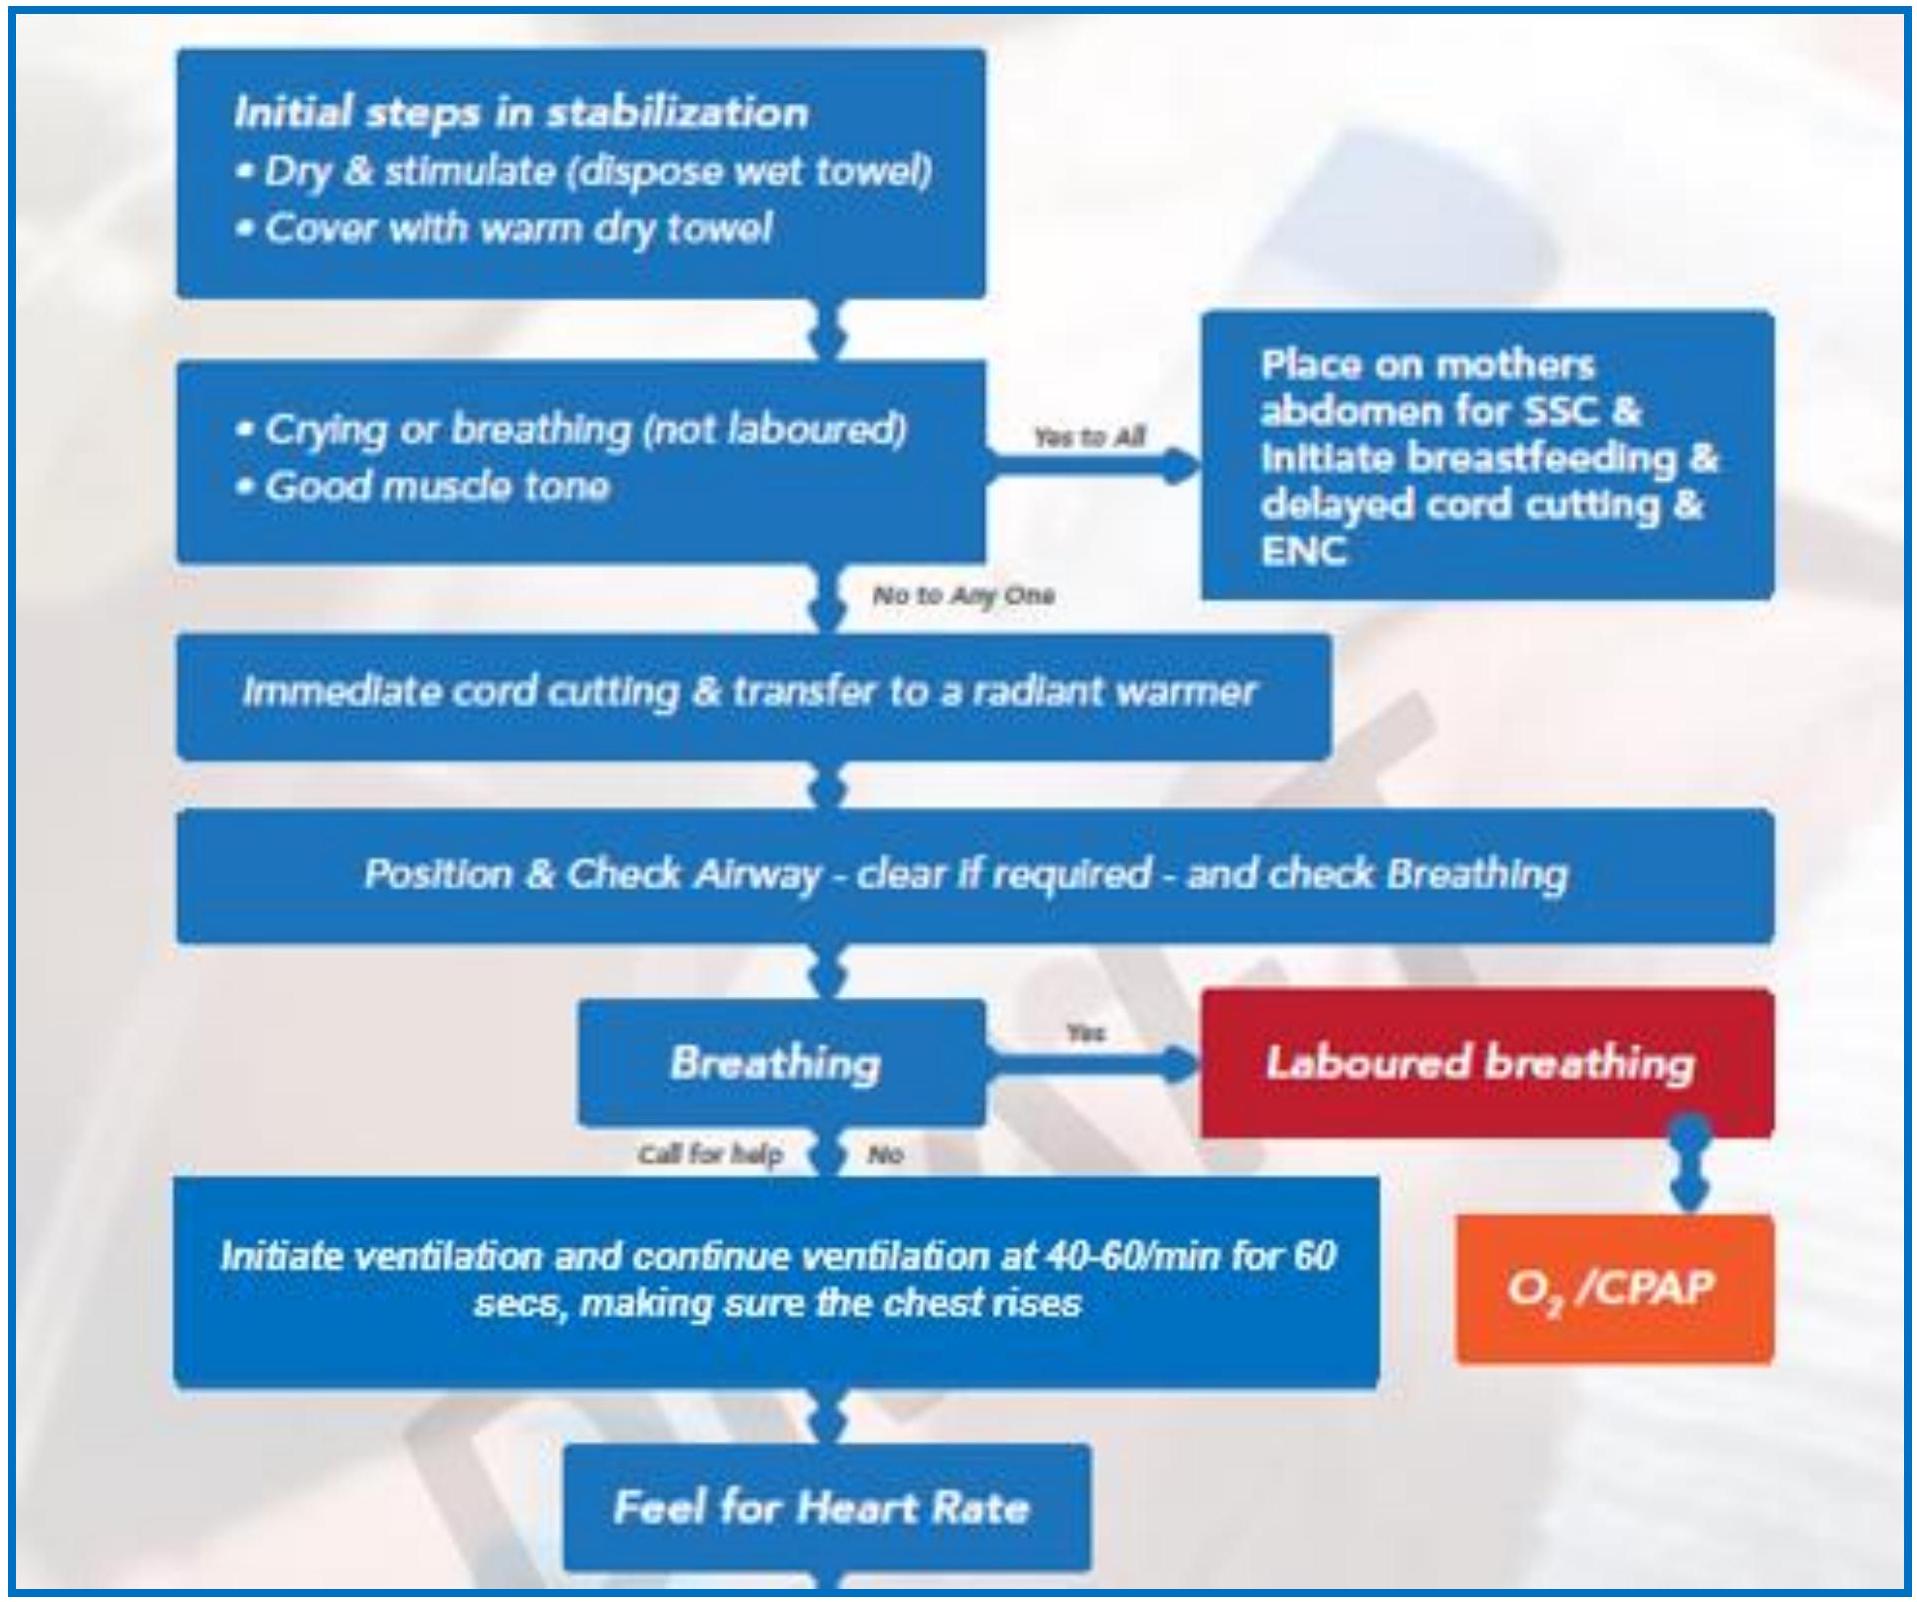 Initial steps in stabilization
• Dry & stimulate (dispose wet towel)
• Cover with warm dry towel
• Crying or breathing (not laboured)
• Good muscle tone
Yes to All
Place on mothers
abdomen for SSC &
Initiate breastfeeding &
delayed cord cutting &
ENC
No to Any One
Immediate cord cutting & transfer to a radiant warmer
Position & Check Airway - clear if required - and check Breathing
Breathing
Yes
Laboured breathing
Call for help
No
Initiate ventilation and continue ventilation at 40-60/min for 60
secs, making sure the chest rises
O₂ /CPAP
Feel for Heart Rate
DRAFT